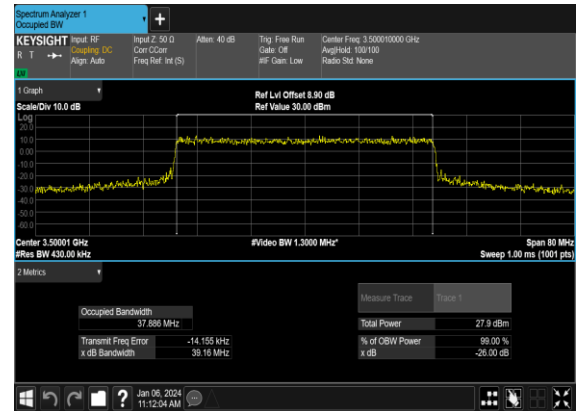 Spectrum Analyzer 1
Occupied BW
+
KEYSIGHT Input: RF Input Z: 50 Ω Atten: 40 dB Trig: Free Run Center Freq: 3.500010000 GHz
R T Coupling: DC Corr CCorr Gate: Off Avg|Hold: 100/100
Align: Auto Freq Ref: Int (S) #IF Gain: Low Radio Std: None
LXI
1 Graph
Ref Lvl Offset 8.90 dB
Scale/Div 10.0 dB Ref Value 30.00 dBm
Log
20.0
10.0
0.00
-10.0
-20.0
-30.0
-40.0
-50.0
-60.0
Center 3.50001 GHz #Video BW 1.3000 MHz* Span 80 MHz
#Res BW 430.00 kHz Sweep 1.00 ms (1001 pts)
2 Metrics
Measure Trace Trace 1
Occupied Bandwidth
37.886 MHz Total Power 27.9 dBm
Transmit Freq Error -14.155 kHz % of OBW Power 99.00 %
x dB Bandwidth 39.16 MHz x dB -26.00 dB
?
Jan 06, 2024
11:12:04 AM